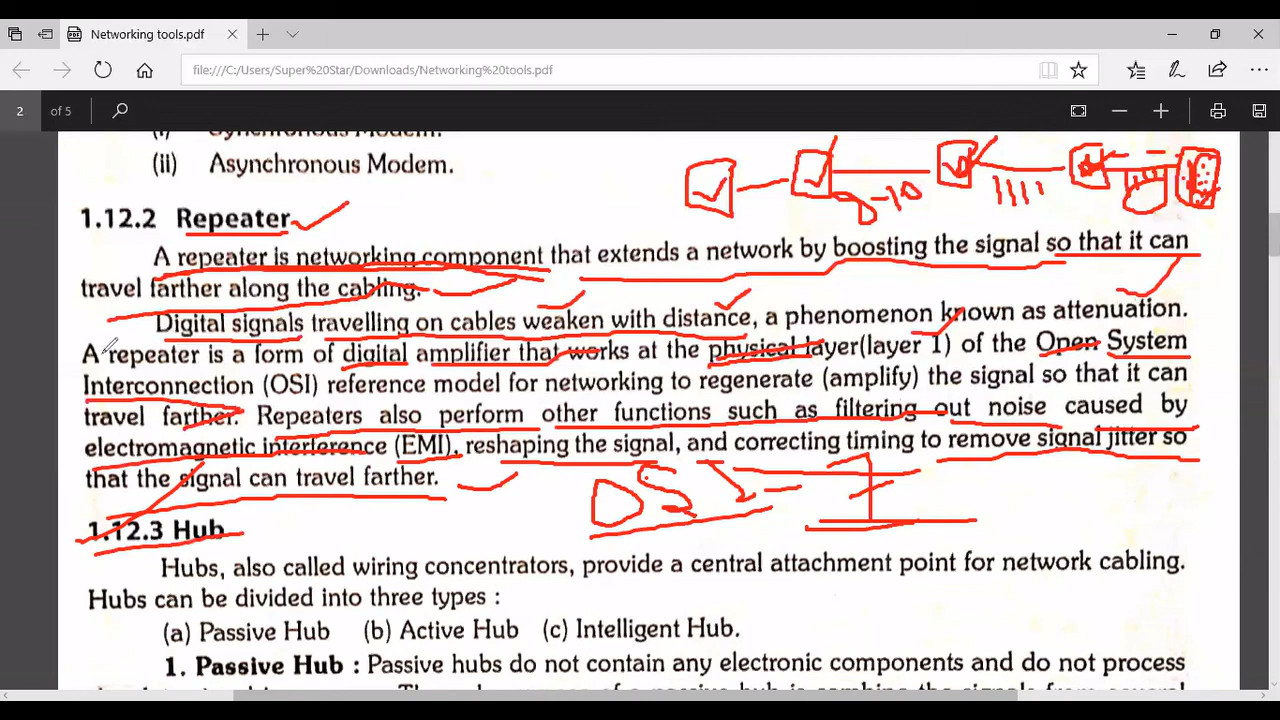 Networking tools.pdf
file:///C:/Users/Super%20Star/Downloads/Networking%20tools.pdf
2 of 5
(i) Synchronous Modem.
(ii) Asynchronous Modem.
-10
1.12.2 Repeater
A repeater is networking component that extends a network by boosting the signal so that it can
travel farther along the cabling.
Digital signals travelling on cables weaken with distance, a phenomenon known as attenuation.
A repeater is a form of digital amplifier that works at the physical layer(layer 1) of the Open System
Interconnection (OSI) reference model for networking to regenerate (amplify) the signal so that it can
travel farther. Repeaters also perform other functions such as filtering out noise caused by
electromagnetic interference (EMI), reshaping the signal, and correcting timing to remove signal jitter so
that the signal can travel farther.
OSI - I
1.12.3 Hub
Hubs, also called wiring concentrators, provide a central attachment point for network cabling.
Hubs can be divided into three types :
(a) Passive Hub (b) Active Hub (c) Intelligent Hub.
1. Passive Hub : Passive hubs do not contain any electronic components and do not process